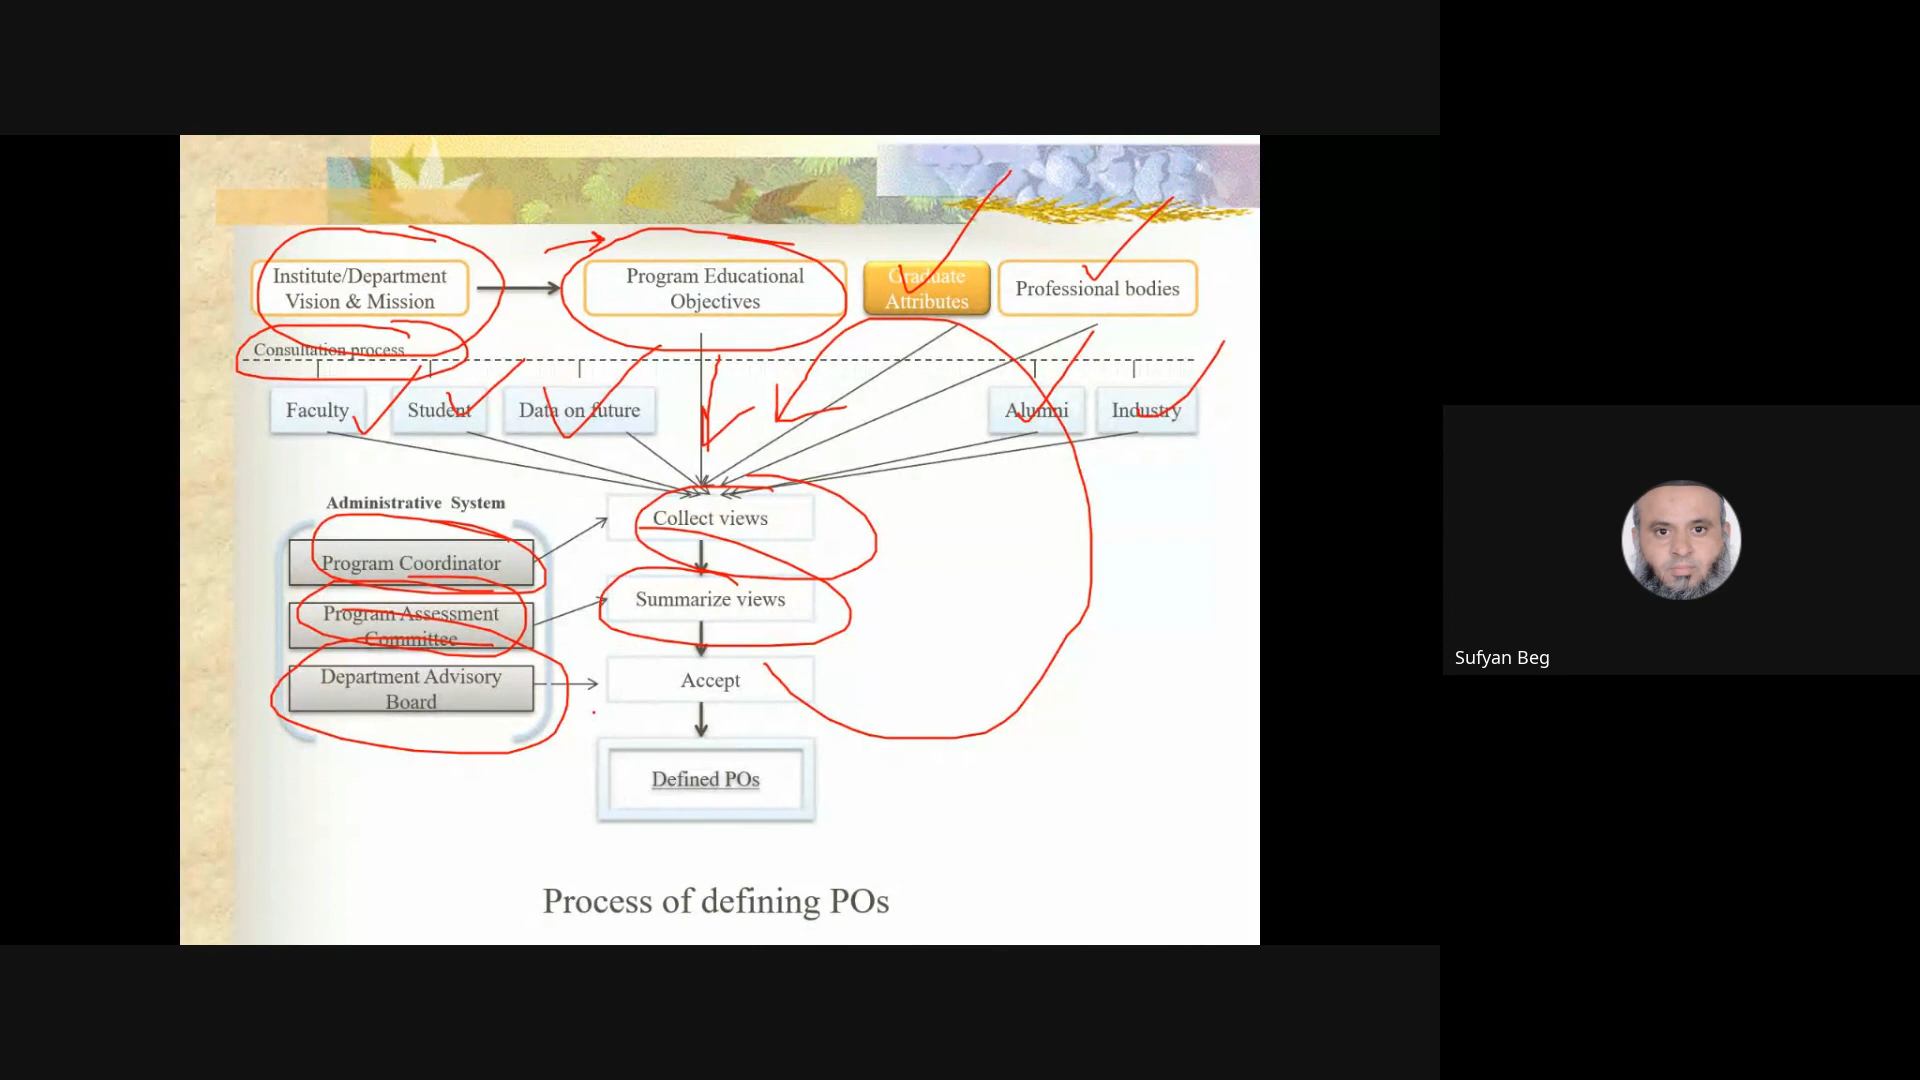 Institute/Department
Vision & Mission
Program Educational
Objectives
Graduate
Attributes
Professional bodies
Consultation process
Faculty
Student
Data on future
Alumni
Industry
Administrative System
Program Coordinator
Program Assessment
Committee
Department Advisory
Board
Collect views
Summarize views
Accept
Defined POs
Process of defining POs
Sufyan Beg